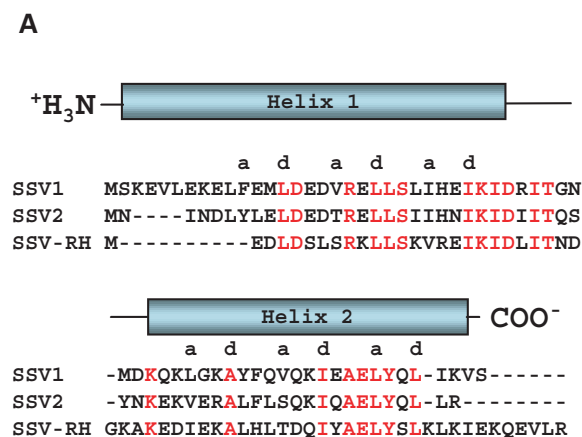 A
⁺H₃N Helix 1
a d a d a d
SSV1 MSKEVLEKELFEMLDEDVRELLSLIHEIKIDRITGN
SSV2 MN----INDLYLELDEDTRELLSIIHNIKIDLITQS
SSV-RH M----------EDLDSLSRKLLSKVREIKIDLITND
Helix 2 COO⁻
a d a d a d
SSV1 -MDKQKLGKAYFQVQKIEAELYQL-IKVS------
SSV2 -YNKEKVERALFLSQKIQAELYQL-LR--------
SSV-RH GKAKEDIEKALHLTDQIYAELYSLKLKIEKQEVLR